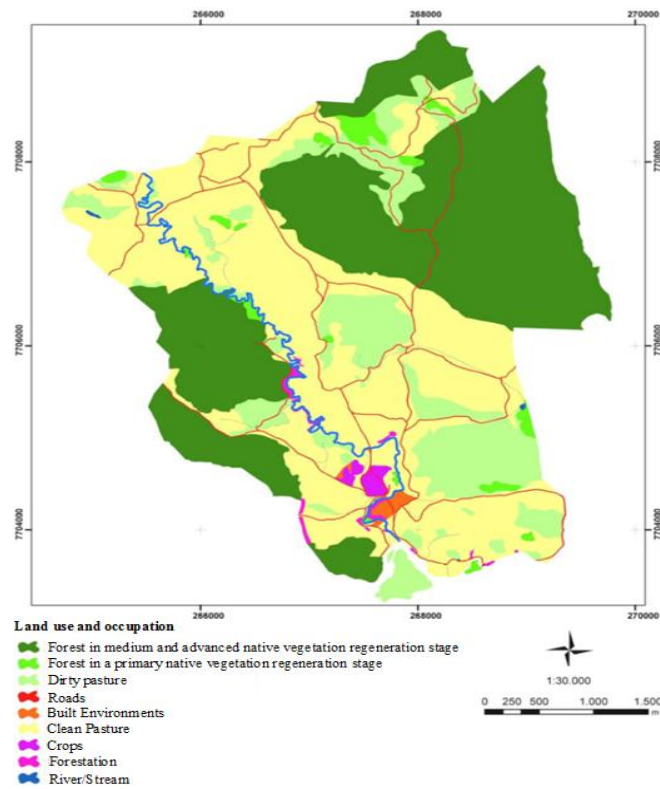 266000 268000 270000
7708000 7708000
7706000 7706000
7704000 7704000
266000 268000 270000
Land use and occupation
Forest in medium and advanced native vegetation regeneration stage
Forest in a primary native vegetation regeneration stage
Dirty pasture
Roads
Built Environments
Clean Pasture
Crops
Forestation
River/Stream
1:30.000
0 250 500 1.000 1.500
m